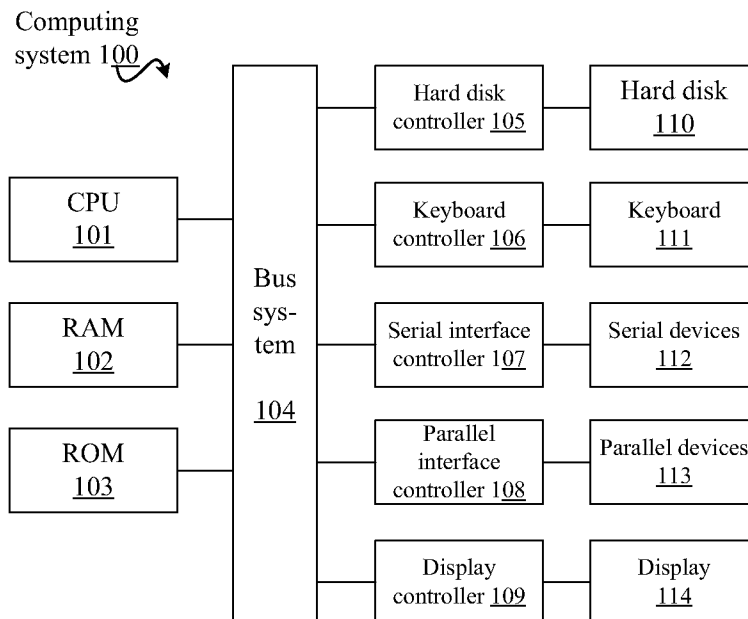 Computing
system 100
Hard disk
controller 105
Hard disk
110
CPU
101
Keyboard
controller 106
Keyboard
111
Bus
sys-
tem
104
RAM
102
Serial interface
controller 107
Serial devices
112
ROM
103
Parallel
interface
controller 108
Parallel devices
113
Display
controller 109
Display
114